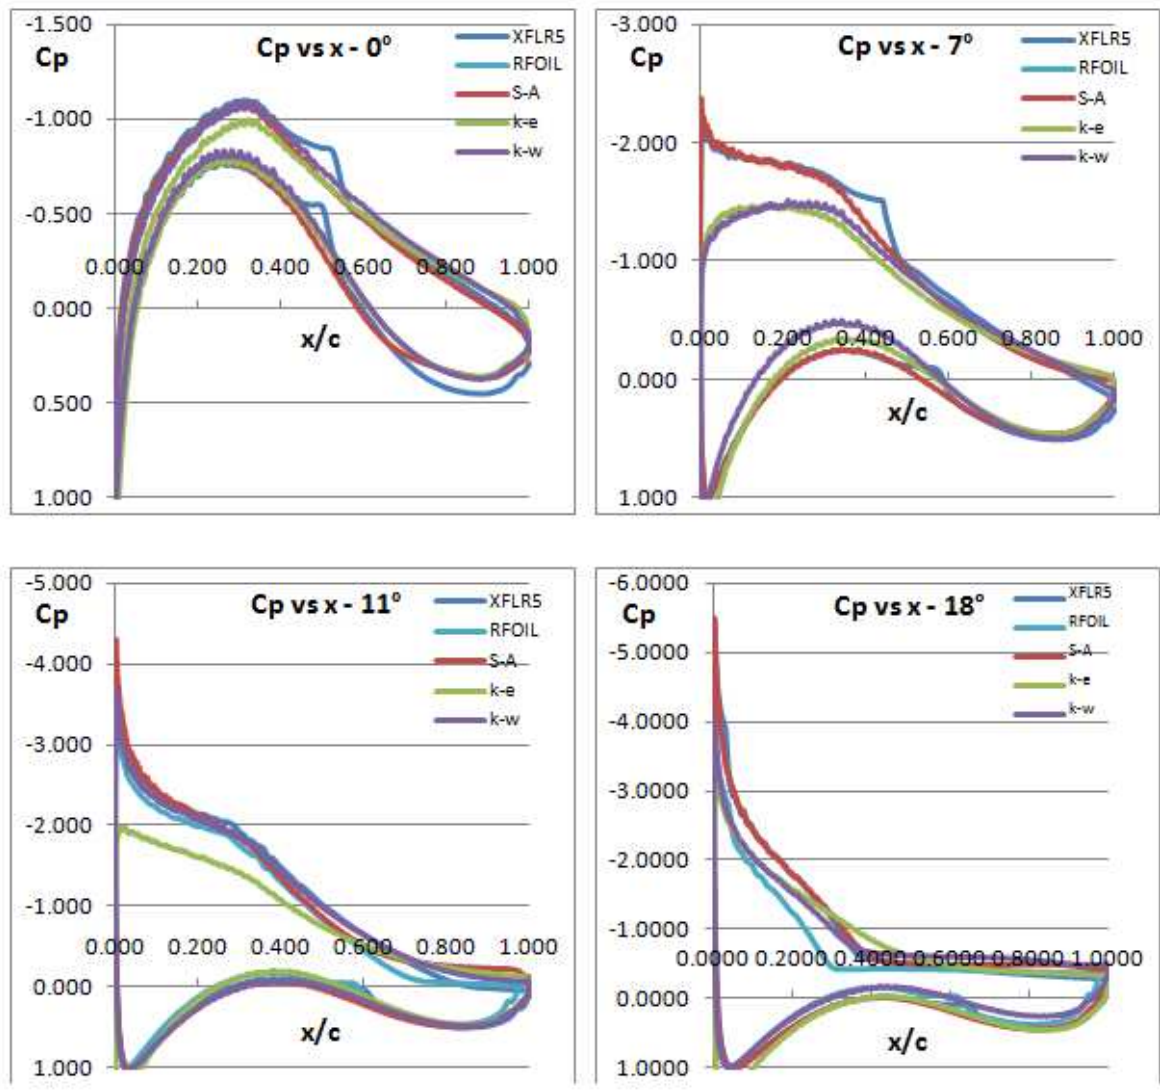 -1.500
Cp
Cp vs x - 0°
XFLR5
RFOIL
S-A
k-e
k-w
-1.000
-0.500
0.000 0.200 0.400 0.600 0.800 1.000
0.000
x/c
0.500
1.000
-3.000
Cp
Cp vs x - 7°
XFLR5
RFOIL
S-A
k-e
k-w
-2.000
-1.000
0.000 0.200 0.400 0.600 0.800 1.000
0.000
x/c
1.000
-5.000
Cp
Cp vs x - 11°
XFLR5
RFOIL
S-A
k-e
k-w
-4.000
-3.000
-2.000
-1.000
0.000 0.200 0.400 0.600 0.800 1.000
0.000
x/c
1.000
-6.0000
Cp
Cp vs x - 18°
XFLR5
RFOIL
S-A
k-e
k-w
-5.0000
-4.0000
-3.0000
-2.0000
-1.0000
0.0000 0.2000 0.4000 0.6000 0.8000 1.0000
0.0000
x/c
1.0000